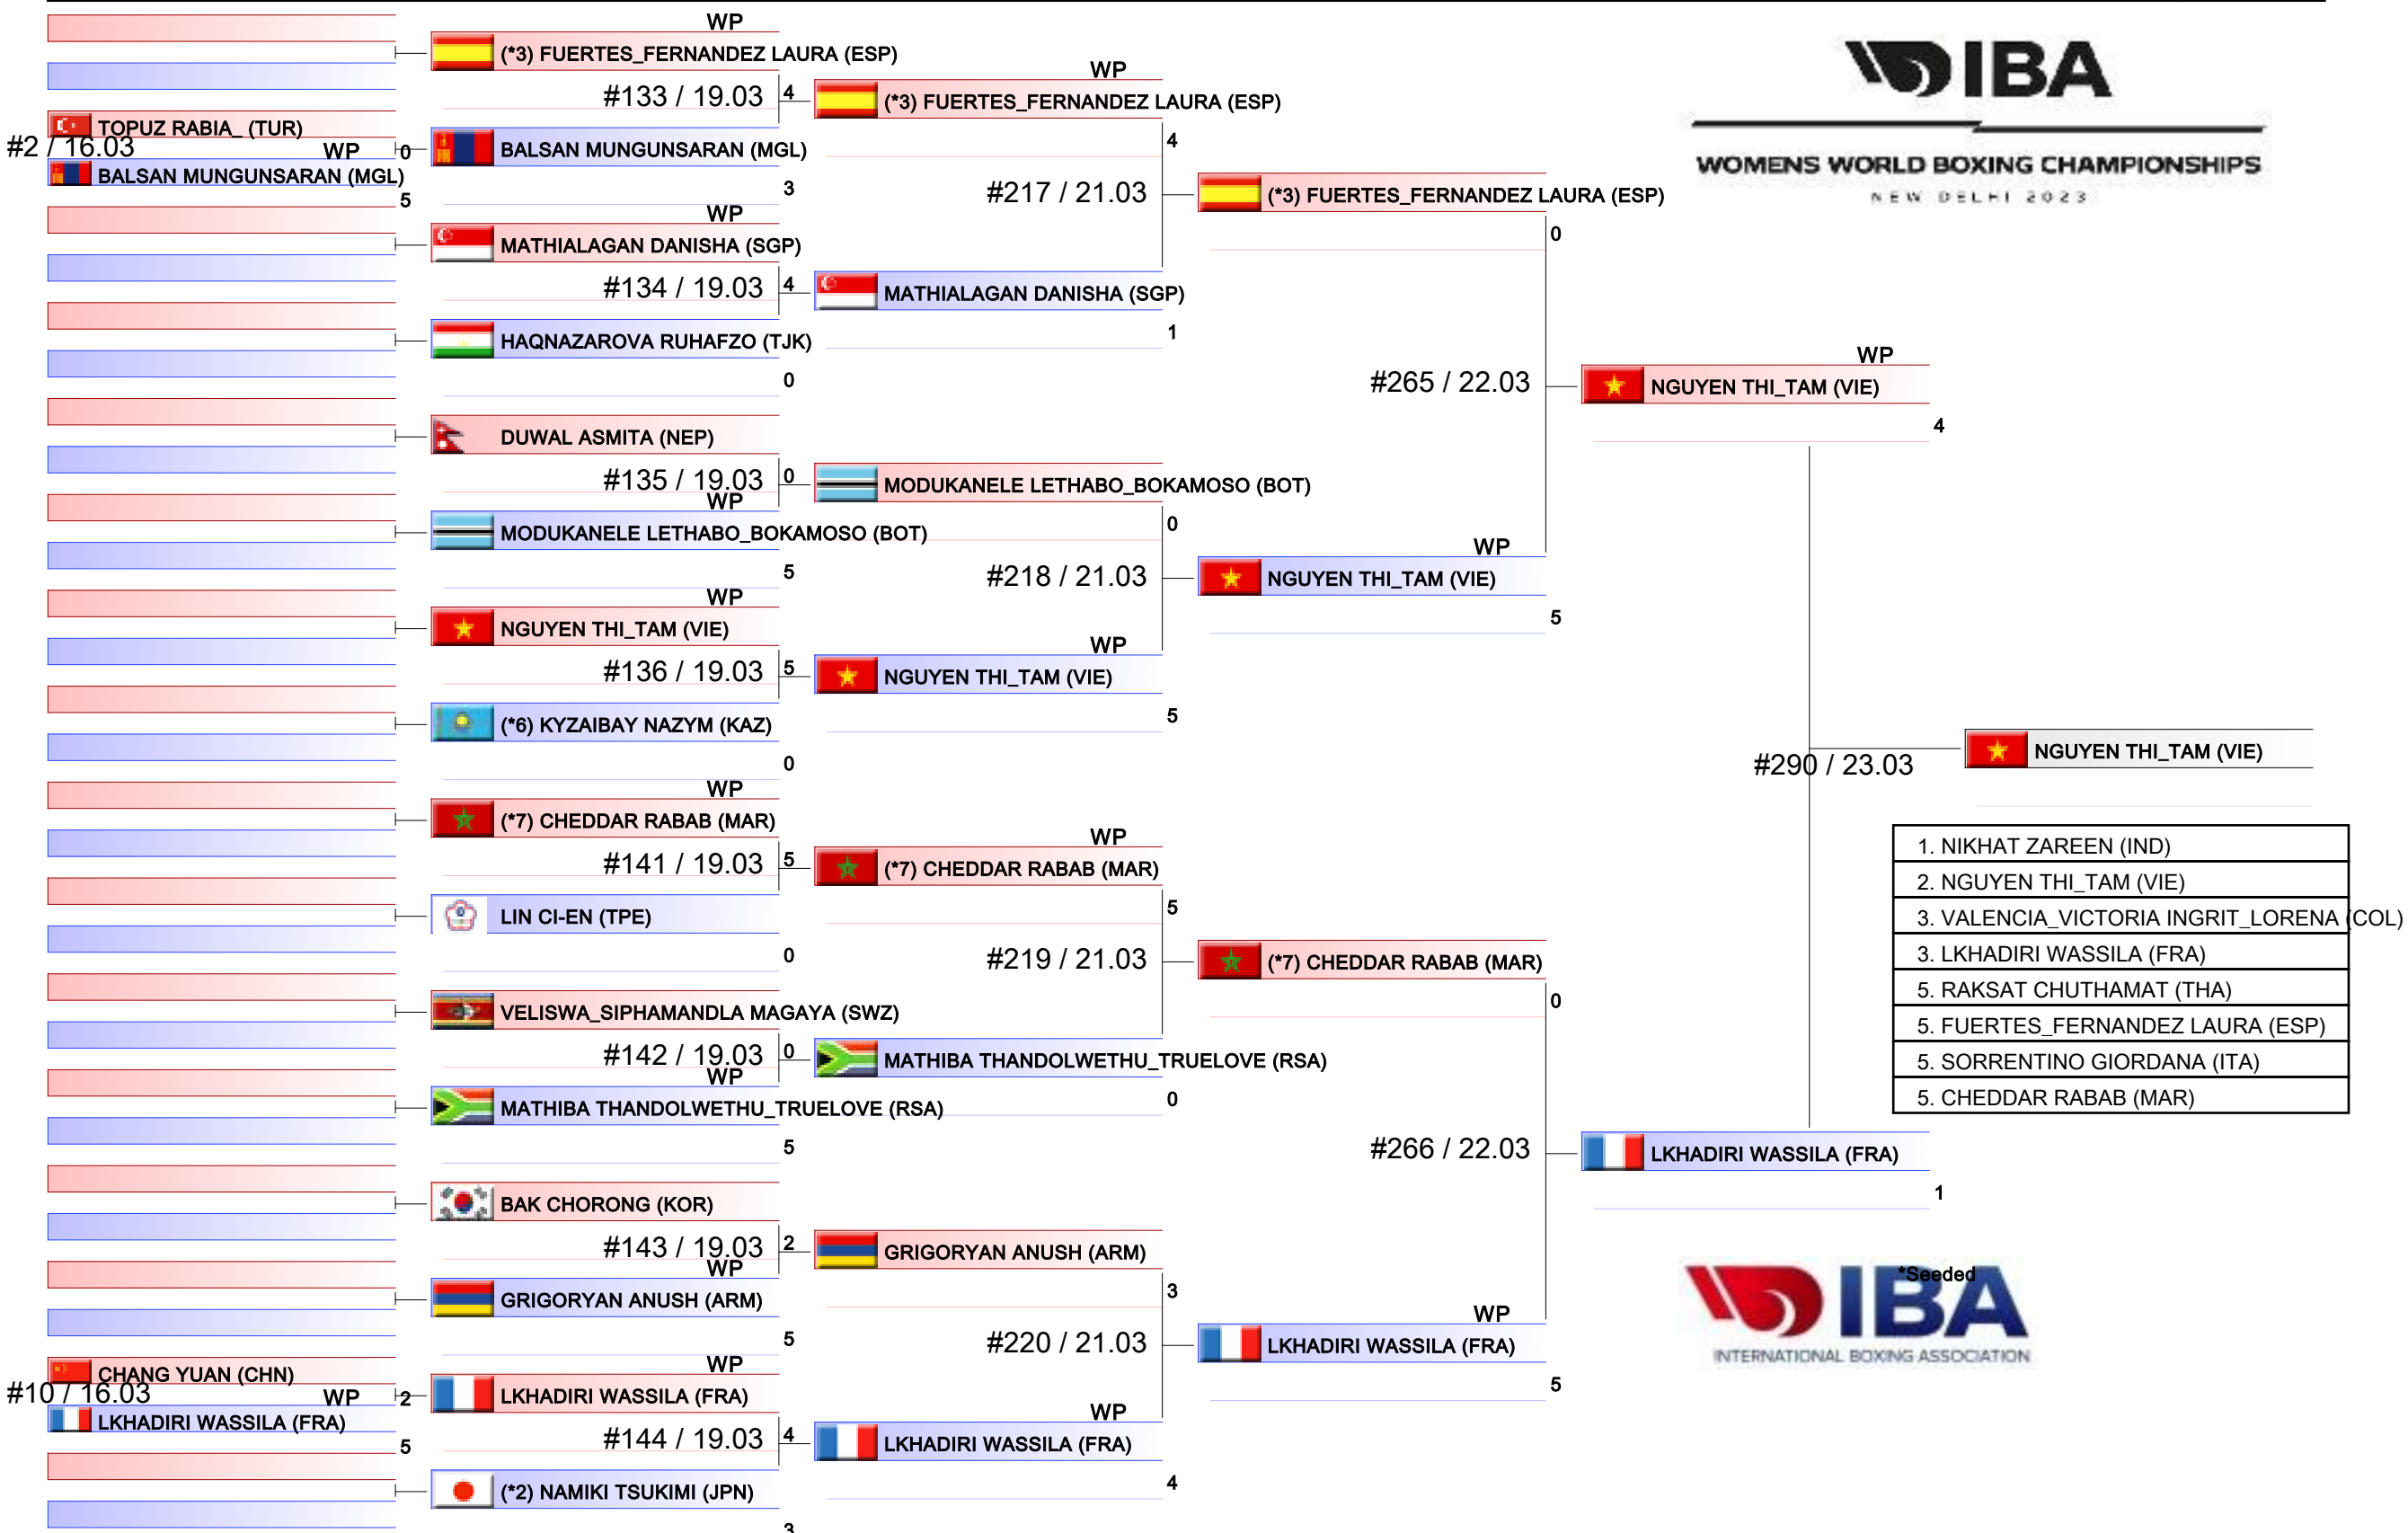 WP
(*3) FUERTES_FERNANDEZ LAURA (ESP)
#133 / 19.03
4
BALSAN MUNGUNSARAN (MGL)
3
TOPUZ RABIA_ (TUR)
#2 / 16.03
WP
0
BALSAN MUNGUNSARAN (MGL)
5
WP
MATHIALAGAN DANISHA (SGP)
#134 / 19.03
4
HAQNAZAROVA RUHAFZO (TJK)
0
DUWAL ASMITA (NEP)
#135 / 19.03
0
WP
MODUKANELE LETHABO_BOKAMOSO (BOT)
5
WP
NGUYEN THI_TAM (VIE)
#136 / 19.03
5
(*6) KYZAIBAY NAZYM (KAZ)
0
WP
(*7) CHEDDAR RABAB (MAR)
#141 / 19.03
5
LIN CI-EN (TPE)
0
VELISWA_SIPHAMANDLA MAGAYA (SWZ)
#142 / 19.03
0
WP
MATHIBA THANDOLWETHU_TRUELOVE (RSA)
5
BAK CHORONG (KOR)
#143 / 19.03
2
WP
GRIGORYAN ANUSH (ARM)
5
CHANG YUAN (CHN)
#10 / 16.03
WP
2
LKHADIRI WASSILA (FRA)
5
WP
LKHADIRI WASSILA (FRA)
#144 / 19.03
4
(*2) NAMIKI TSUKIMI (JPN)
3
WP
(*3) FUERTES_FERNANDEZ LAURA (ESP)
4
#217 / 21.03
MATHIALAGAN DANISHA (SGP)
1
MODUKANELE LETHABO_BOKAMOSO (BOT)
0
#218 / 21.03
WP
NGUYEN THI_TAM (VIE)
5
WP
(*7) CHEDDAR RABAB (MAR)
5
#219 / 21.03
MATHIBA THANDOLWETHU_TRUELOVE (RSA)
0
GRIGORYAN ANUSH (ARM)
3
#220 / 21.03
WP
LKHADIRI WASSILA (FRA)
4
(*3) FUERTES_FERNANDEZ LAURA (ESP)
0
#265 / 22.03
WP
NGUYEN THI_TAM (VIE)
5
(*7) CHEDDAR RABAB (MAR)
0
#266 / 22.03
WP
LKHADIRI WASSILA (FRA)
5
WP
NGUYEN THI_TAM (VIE)
4
#290 / 23.03
LKHADIRI WASSILA (FRA)
1
NGUYEN THI_TAM (VIE)
IBA
WOMENS WORLD BOXING CHAMPIONSHIPS
NEW DELHI 2023
1. NIKHAT ZAREEN (IND)
2. NGUYEN THI_TAM (VIE)
3. VALENCIA_VICTORIA INGRIT_LORENA (COL)
3. LKHADIRI WASSILA (FRA)
5. RAKSAT CHUTHAMAT (THA)
5. FUERTES_FERNANDEZ LAURA (ESP)
5. SORRENTINO GIORDANA (ITA)
5. CHEDDAR RABAB (MAR)
*Seeded
IBA
INTERNATIONAL BOXING ASSOCIATION